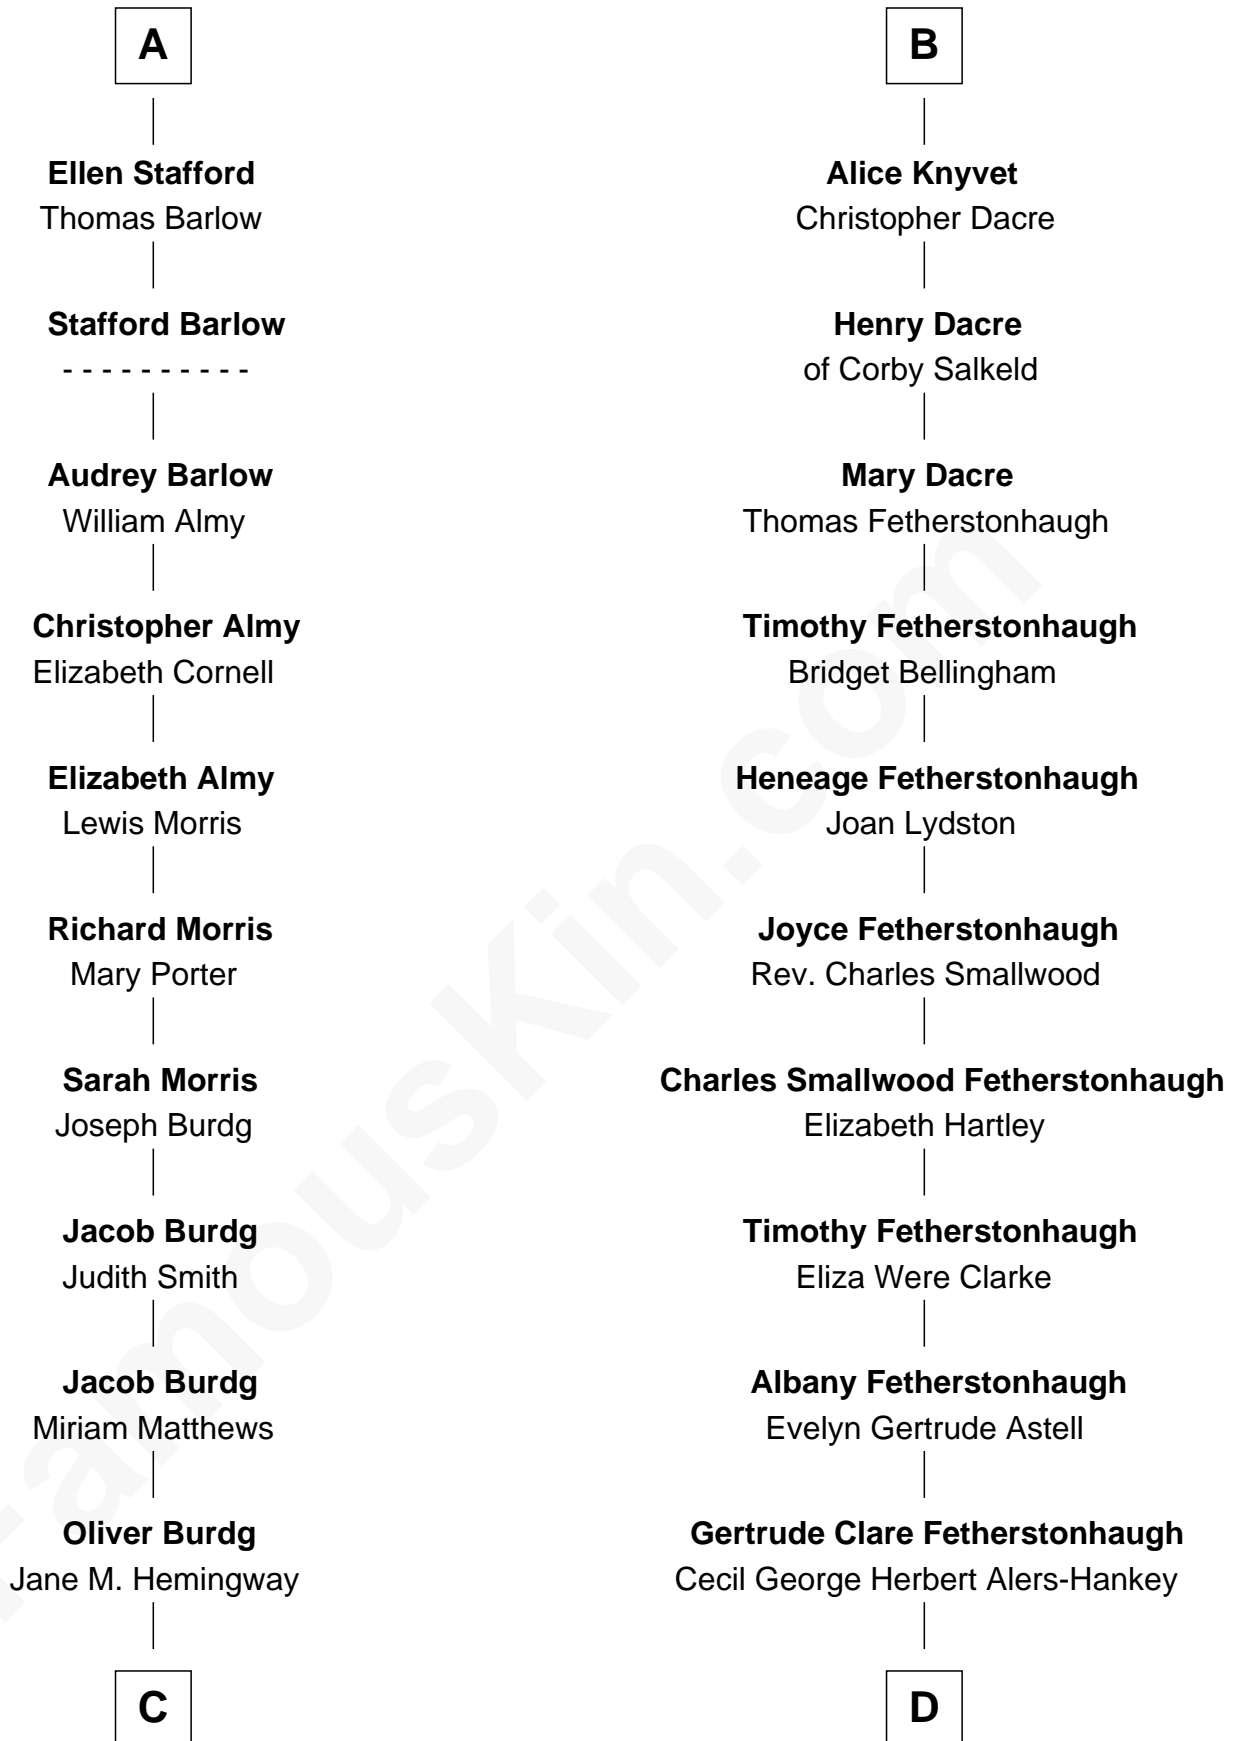 A
Ellen Stafford
Thomas Barlow
Stafford Barlow
- - - - - - - - - -
Audrey Barlow
William Almy
Christopher Almy
Elizabeth Cornell
Elizabeth Almy
Lewis Morris
Richard Morris
Mary Porter
Sarah Morris
Joseph Burdg
Jacob Burdg
Judith Smith
Jacob Burdg
Miriam Matthews
Oliver Burdg
Jane M. Hemingway
C
B
Alice Knyvet
Christopher Dacre
Henry Dacre
of Corby Salkeld
Mary Dacre
Thomas Fetherstonhaugh
Timothy Fetherstonhaugh
Bridget Bellingham
Heneage Fetherstonhaugh
Joan Lydston
Joyce Fetherstonhaugh
Rev. Charles Smallwood
Charles Smallwood Fetherstonhaugh
Elizabeth Hartley
Timothy Fetherstonhaugh
Eliza Were Clarke
Albany Fetherstonhaugh
Evelyn Gertrude Astell
Gertrude Clare Fetherstonhaugh
Cecil George Herbert Alers-Hankey
D
FamousKin.com